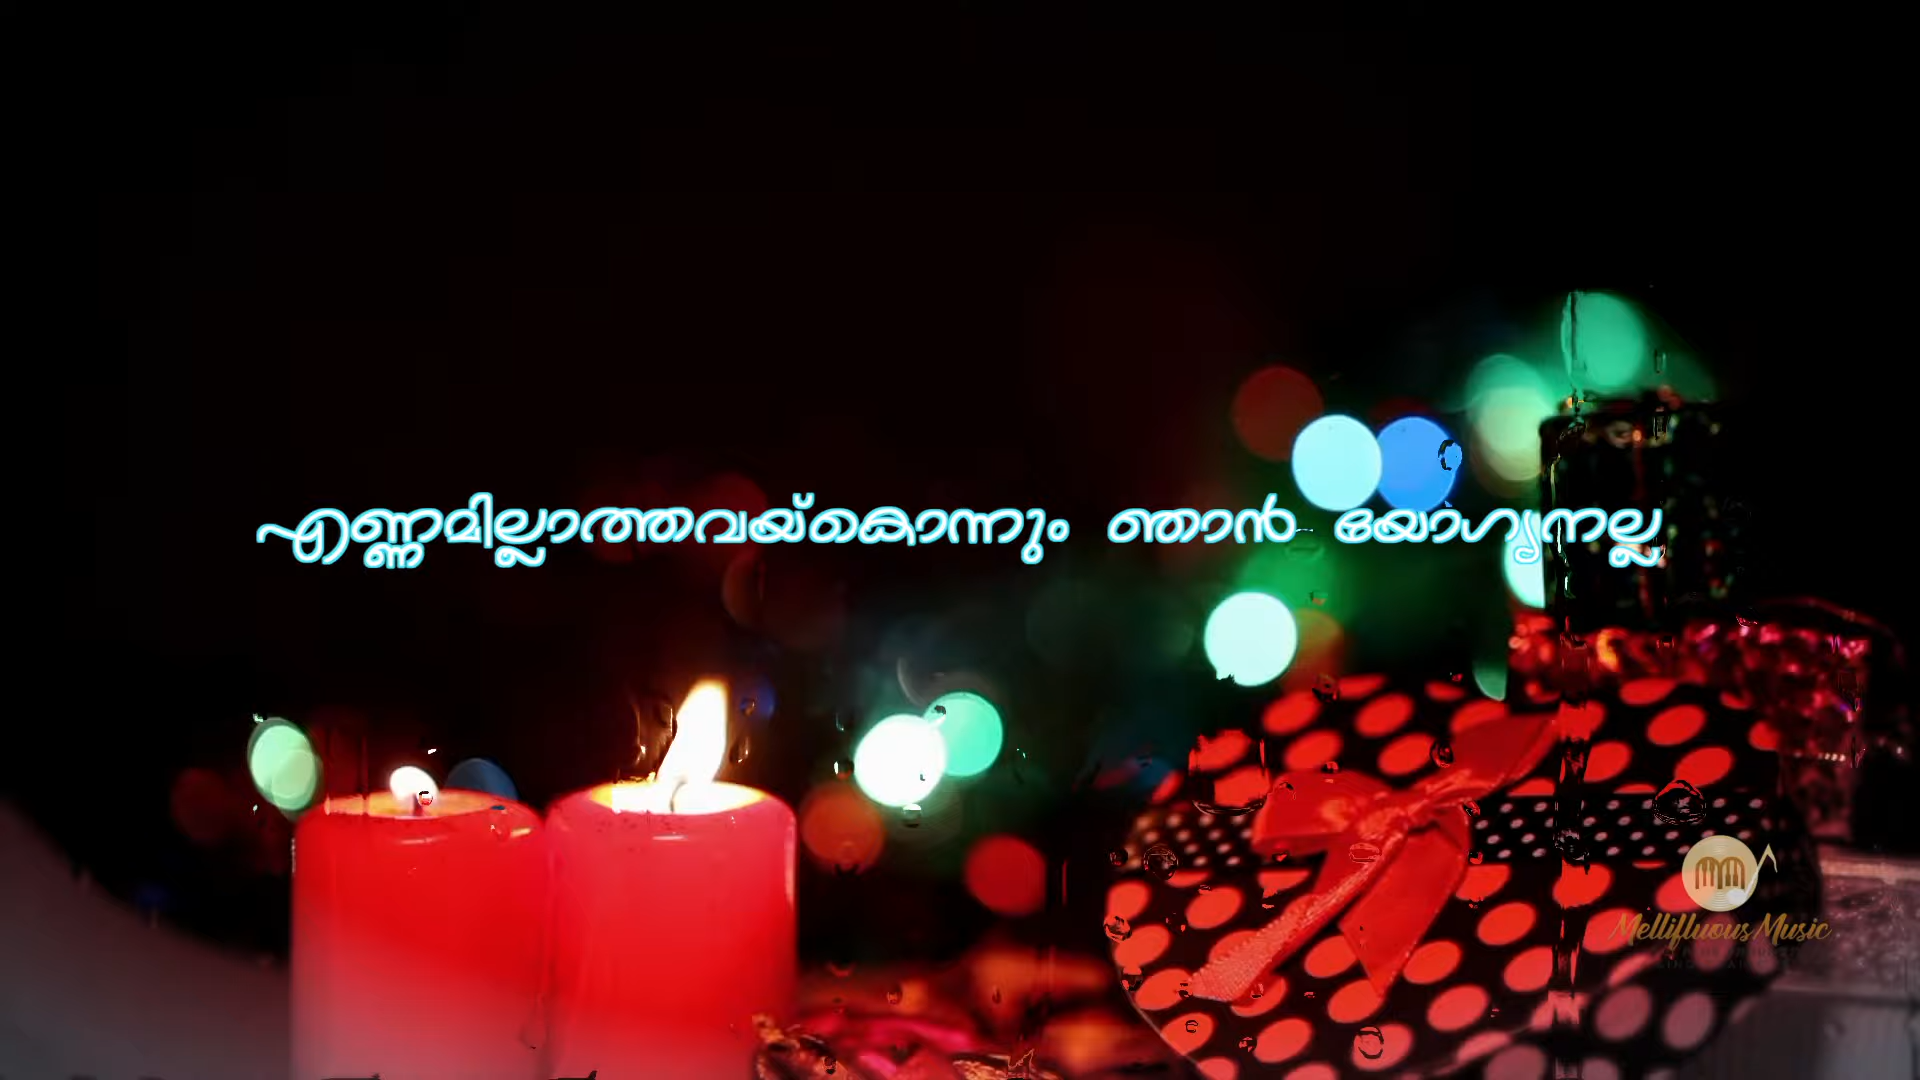 എണ്ണമില്ലാത്തവയ്കൊന്നും ഞാൻ യോഗ്യനല്ല
Mellifluous Music